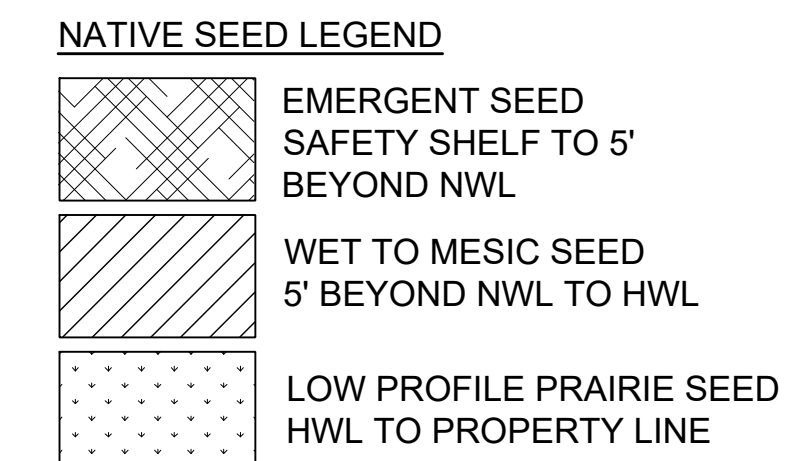 NATIVE SEED LEGEND
EMERGENT SEED
SAFETY SHELF TO 5'
BEYOND NWL
WET TO MESIC SEED
5' BEYOND NWL TO HWL
LOW PROFILE PRAIRIE SEED
HWL TO PROPERTY LINE